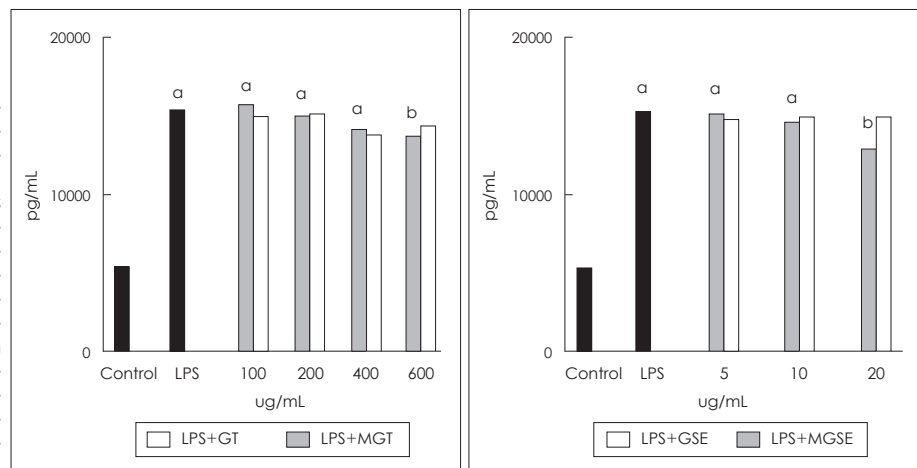 20000
a a a a b
pg/mL
10000
0
Control LPS 100 200 400 600
ug/mL
LPS+GT LPS+MGT
20000
a a a b
pg/mL
10000
0
Control LPS 5 10 20
ug/mL
LPS+GSE LPS+MGSE